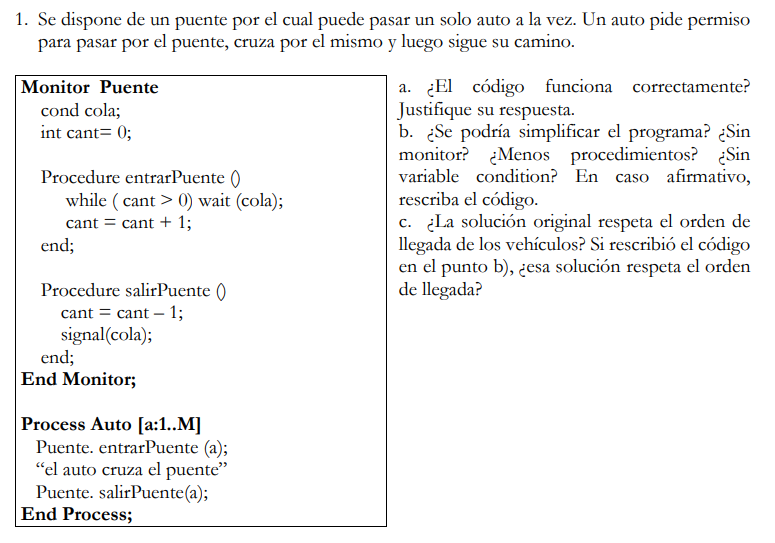 1. Se dispone de un puente por el cual puede pasar un solo auto a la vez. Un auto pide permiso
para pasar por el puente, cruza por el mismo y luego sigue su camino.
Monitor Puente
cond cola;
int cant= 0;
Procedure entrarPuente ()
while ( cant > 0) wait (cola);
cant = cant + 1;
end;
Procedure salirPuente ()
cant = cant – 1;
signal(cola);
end;
End Monitor;
Process Auto [a:1..M]
Puente. entrarPuente (a);
“el auto cruza el puente”
Puente. salirPuente(a);
End Process;
a. ¿El código funciona correctamente?
Justifique su respuesta.
b. ¿Se podría simplificar el programa? ¿Sin
monitor? ¿Menos procedimientos? ¿Sin
variable condition? En caso afirmativo,
rescriba el código.
c. ¿La solución original respeta el orden de
llegada de los vehículos? Si rescribió el código
en el punto b), ¿esa solución respeta el orden
de llegada?